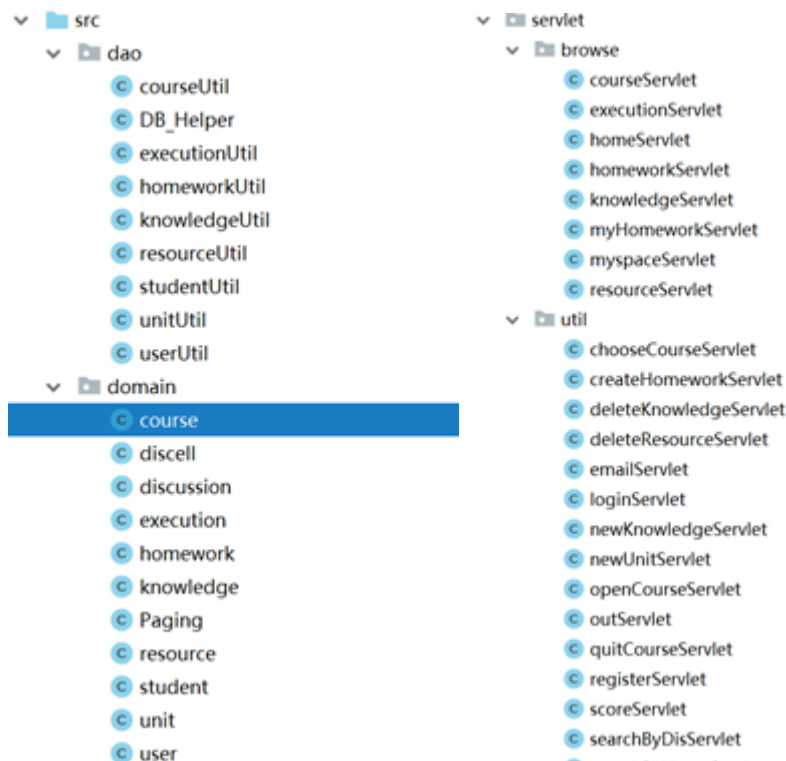 src
dao
courseUtil
DB_Helper
executionUtil
homeworkUtil
knowledgeUtil
resourceUtil
studentUtil
unitUtil
userUtil
domain
course
discell
discussion
execution
homework
knowledge
Paging
resource
student
unit
user
servlet
browse
courseServlet
executionServlet
homeServlet
homeworkServlet
knowledgeServlet
myHomeworkServlet
myspaceServlet
resourceServlet
util
chooseCourseServlet
createHomeworkServlet
deleteKnowledgeServlet
deleteResourceServlet
emailServlet
loginServlet
newKnowledgeServlet
newUnitServlet
openCourseServlet
outServlet
quitCourseServlet
registerServlet
scoreServlet
searchByDisServlet